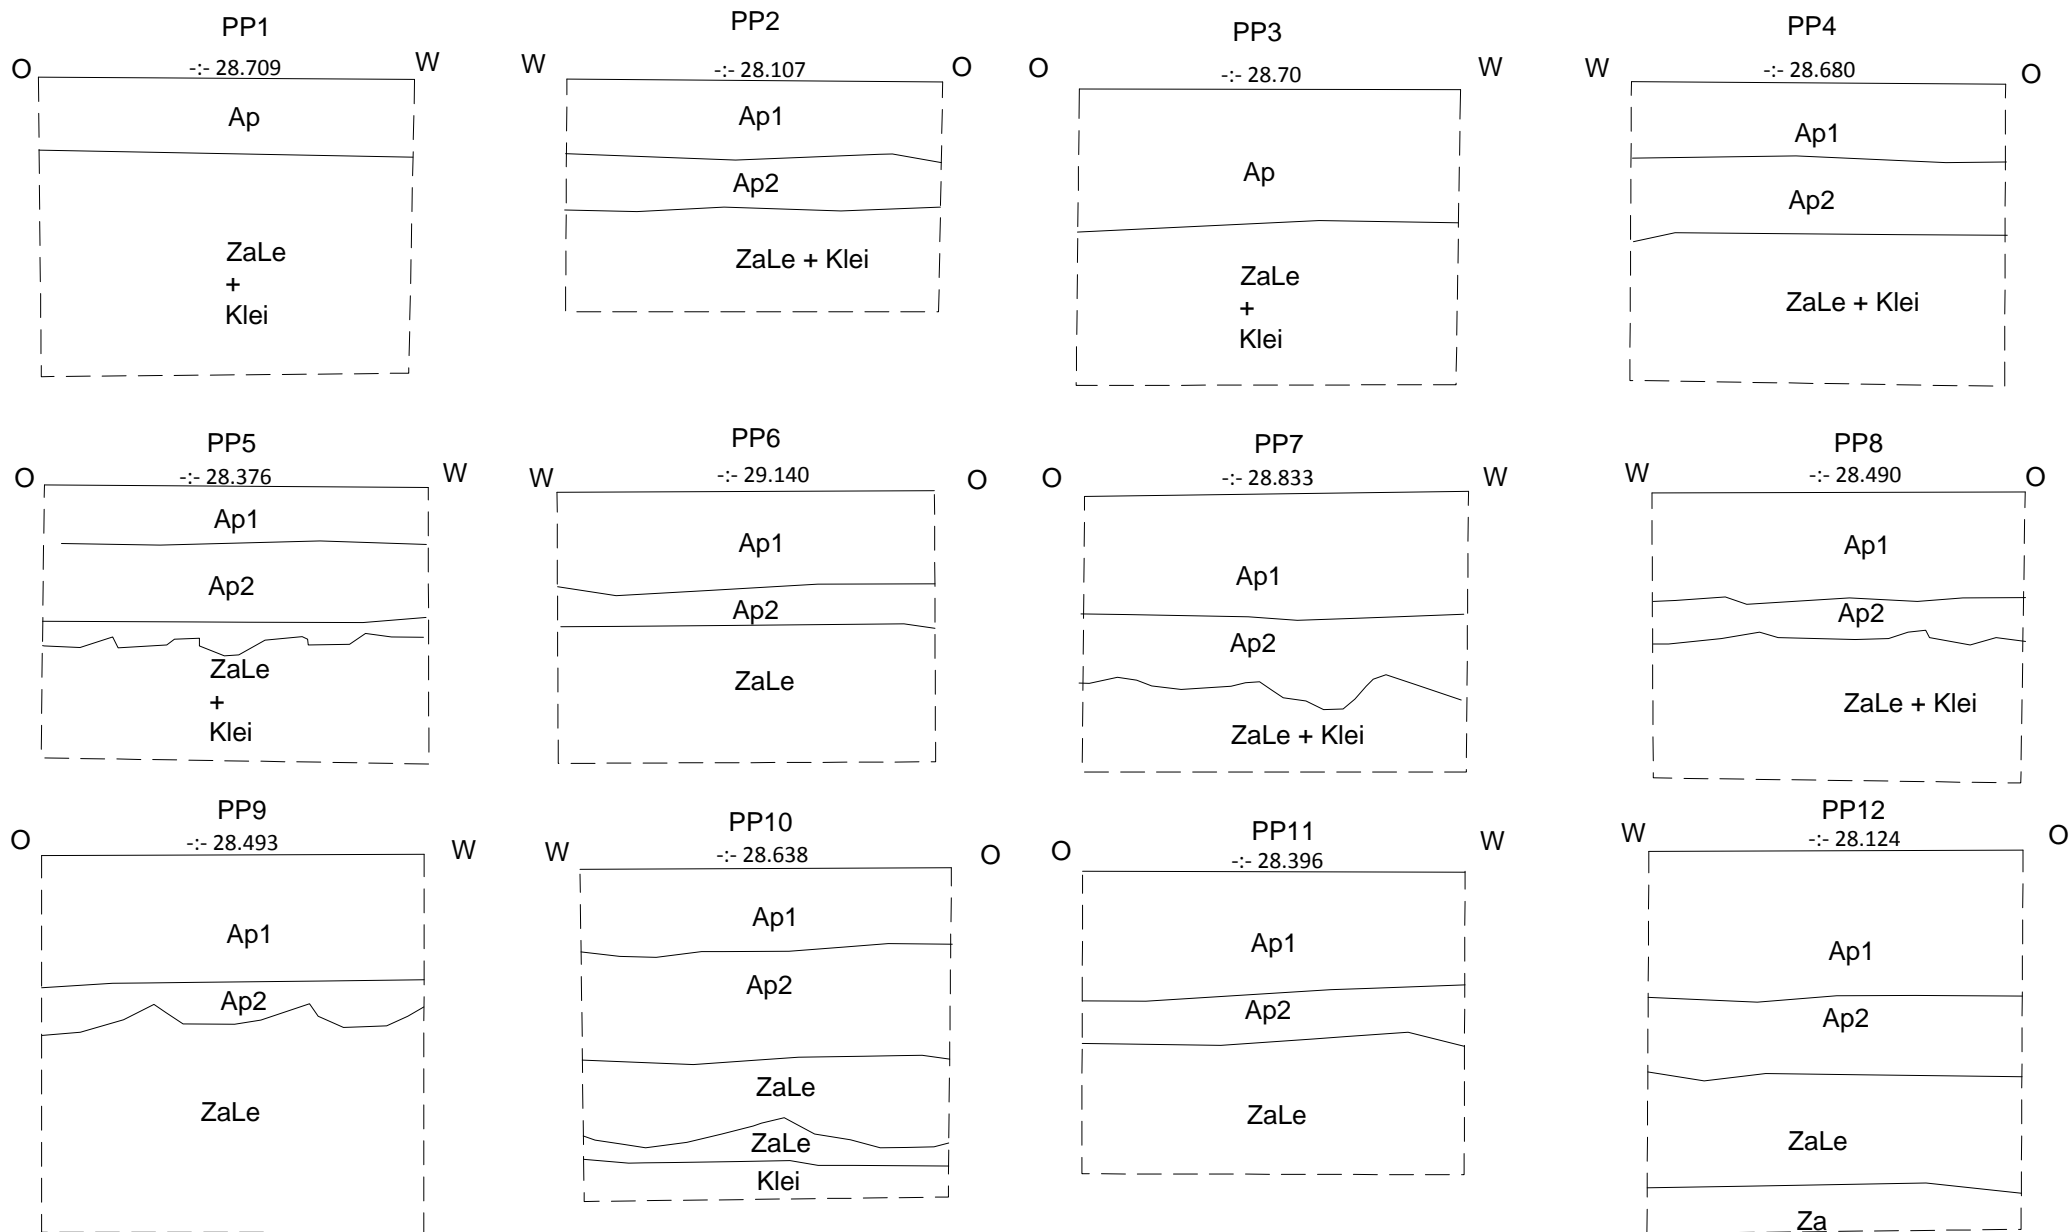 PP1
O
-:- 28.709
W
Ap
ZaLe
+
Klei
PP2
W
-:- 28.107
O
Ap1
Ap2
ZaLe + Klei
PP3
O
-:- 28.70
W
Ap
ZaLe
+
Klei
PP4
W
-:- 28.680
O
Ap1
Ap2
ZaLe + Klei
PP5
O
-:- 28.376
W
Ap1
Ap2
ZaLe
+
Klei
PP6
W
-:- 29.140
O
Ap1
Ap2
ZaLe
PP7
O
-:- 28.833
W
Ap1
Ap2
ZaLe + Klei
PP8
W
-:- 28.490
O
Ap1
Ap2
ZaLe + Klei
PP9
O
-:- 28.493
W
Ap1
Ap2
ZaLe
PP10
W
-:- 28.638
O
Ap1
Ap2
ZaLe
ZaLe
Klei
PP11
O
-:- 28.396
W
Ap1
Ap2
ZaLe
PP12
W
-:- 28.124
O
Ap1
Ap2
ZaLe
Za